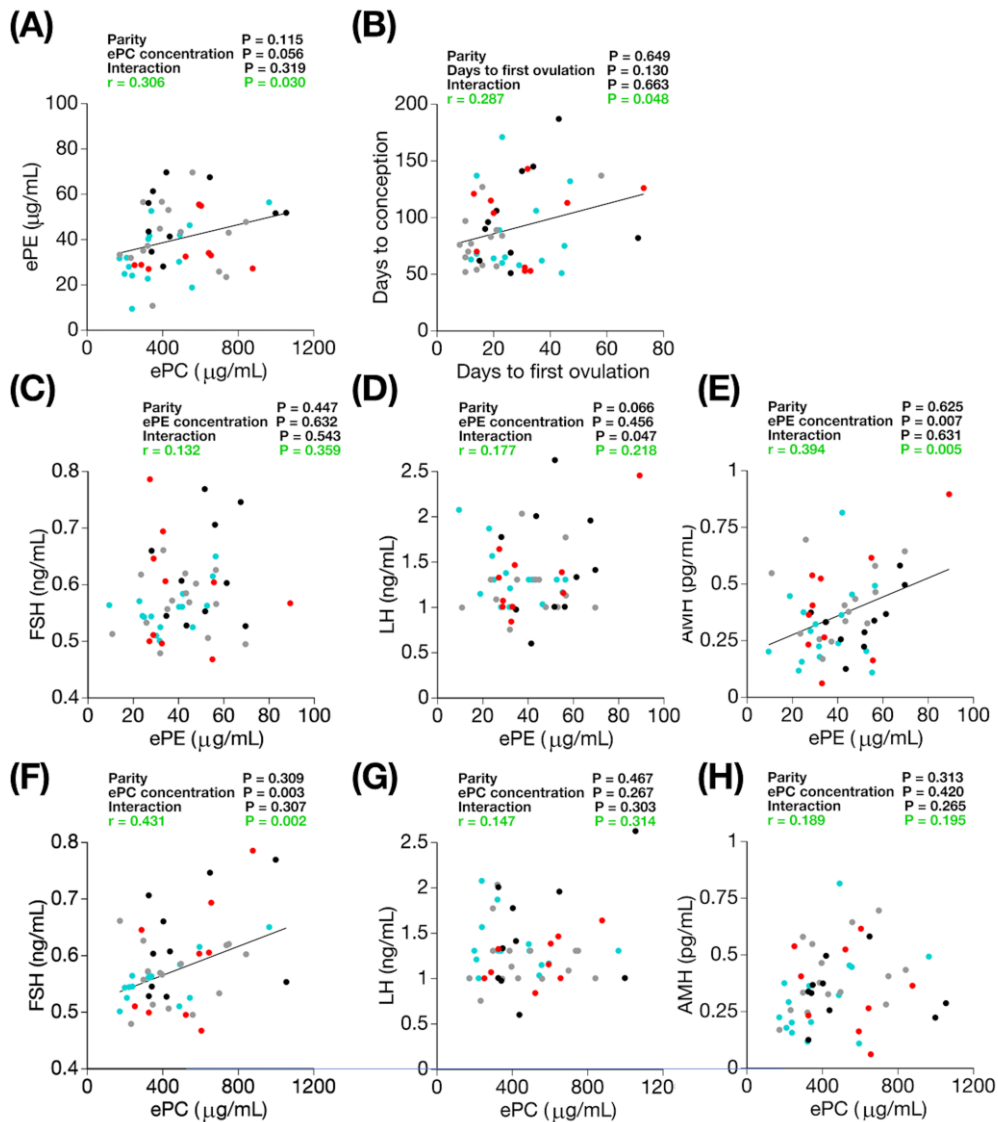 (A)
Parity P = 0.115
ePC concentration P = 0.056
Interaction P = 0.319
r = 0.306 P = 0.030
100
80
60
40
20
0
ePE (μg/mL)
0 400 800 1200
ePC (μg/mL)
(B)
Parity P = 0.649
Days to first ovulation P = 0.130
Interaction P = 0.663
r = 0.287 P = 0.048
200
150
100
50
0
Days to conception
0 20 40 60 80
Days to first ovulation
(C)
Parity P = 0.447
ePE concentration P = 0.632
Interaction P = 0.543
r = 0.132 P = 0.359
0.8
0.7
0.6
0.5
0.4
FSH (ng/mL)
0 20 40 60 80 100
ePE (μg/mL)
(D)
Parity P = 0.066
ePE concentration P = 0.456
Interaction P = 0.047
r = 0.177 P = 0.218
2.5
2
1.5
1
0.5
0
LH (ng/mL)
0 20 40 60 80 100
ePE (μg/mL)
(E)
Parity P = 0.625
ePE concentration P = 0.007
Interaction P = 0.631
r = 0.394 P = 0.005
1
0.75
0.5
0.25
0
AMH (pg/mL)
0 20 40 60 80 100
ePE (μg/mL)
(F)
Parity P = 0.309
ePC concentration P = 0.003
Interaction P = 0.307
r = 0.431 P = 0.002
0.8
0.7
0.6
0.5
0.4
FSH (ng/mL)
0 400 800 1200
ePC (μg/mL)
(G)
Parity P = 0.467
ePC concentration P = 0.267
Interaction P = 0.303
r = 0.147 P = 0.314
2.5
2
1.5
1
0.5
0
LH (ng/mL)
0 400 800 1200
ePC (μg/mL)
(H)
Parity P = 0.313
ePC concentration P = 0.420
Interaction P = 0.265
r = 0.189 P = 0.195
1
0.75
0.5
0.25
0
AMH (pg/mL)
0 400 800 1200
ePC (μg/mL)